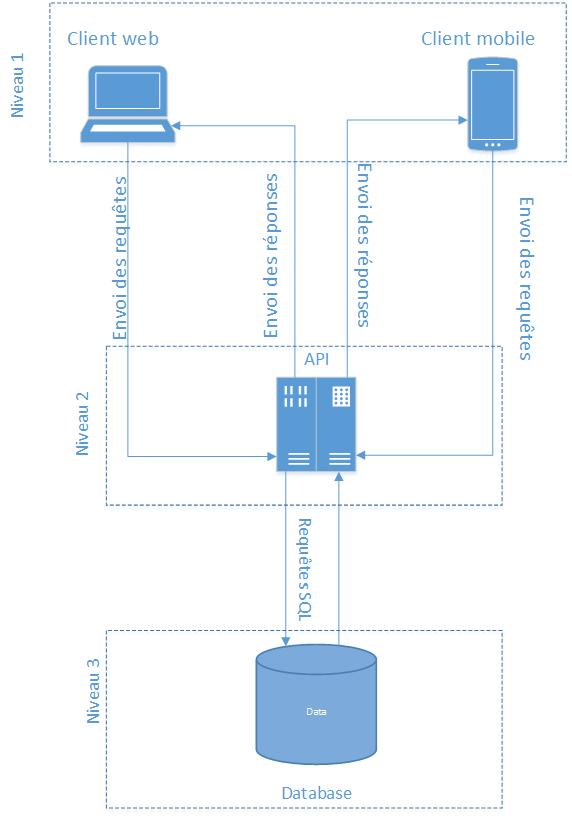 Client web
Client mobile
Niveau 1
Envoi des requêtes
Envoi des réponses
Envoi des réponses
Envoi des requêtes
API
Niveau 2
Requêtes SQL
Niveau 3
Data
Database